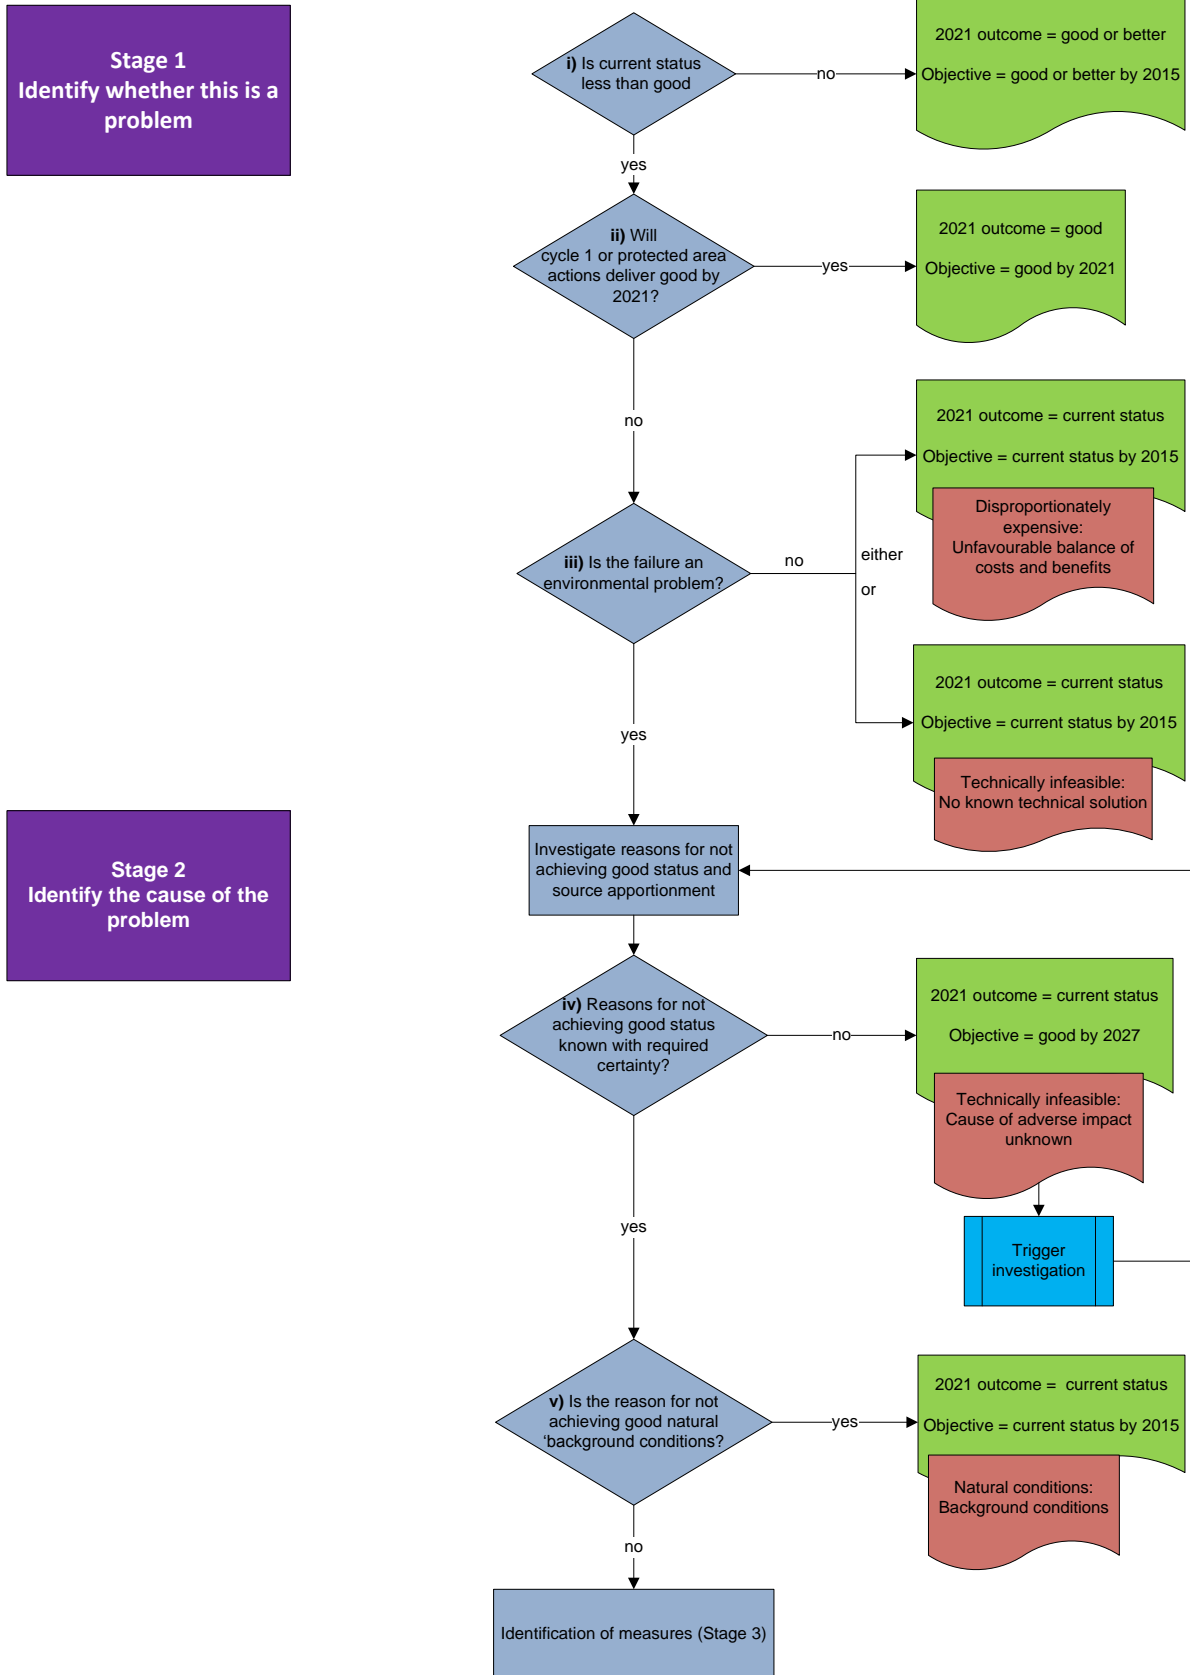 Stage 1
Identify whether this is a
problem
i) Is current status
less than good
no
2021 outcome = good or better
Objective = good or better by 2015
yes
ii) Will
cycle 1 or protected area
actions deliver good by
2021?
yes
2021 outcome = good
Objective = good by 2021
no
iii) Is the failure an
environmental problem?
no
either
or
2021 outcome = current status
Objective = current status by 2015
Disproportionately
expensive:
Unfavourable balance of
costs and benefits
2021 outcome = current status
Objective = current status by 2015
Technically infeasible:
No known technical solution
yes
Stage 2
Identify the cause of the
problem
Investigate reasons for not
achieving good status and
source apportionment
iv) Reasons for not
achieving good status
known with required
certainty?
no
2021 outcome = current status
Objective = good by 2027
Technically infeasible:
Cause of adverse impact
unknown
Trigger
investigation
yes
v) Is the reason for not
achieving good natural
‘background conditions?
yes
2021 outcome =  current status
Objective = current status by 2015
Natural conditions:
Background conditions
no
Identification of measures (Stage 3)